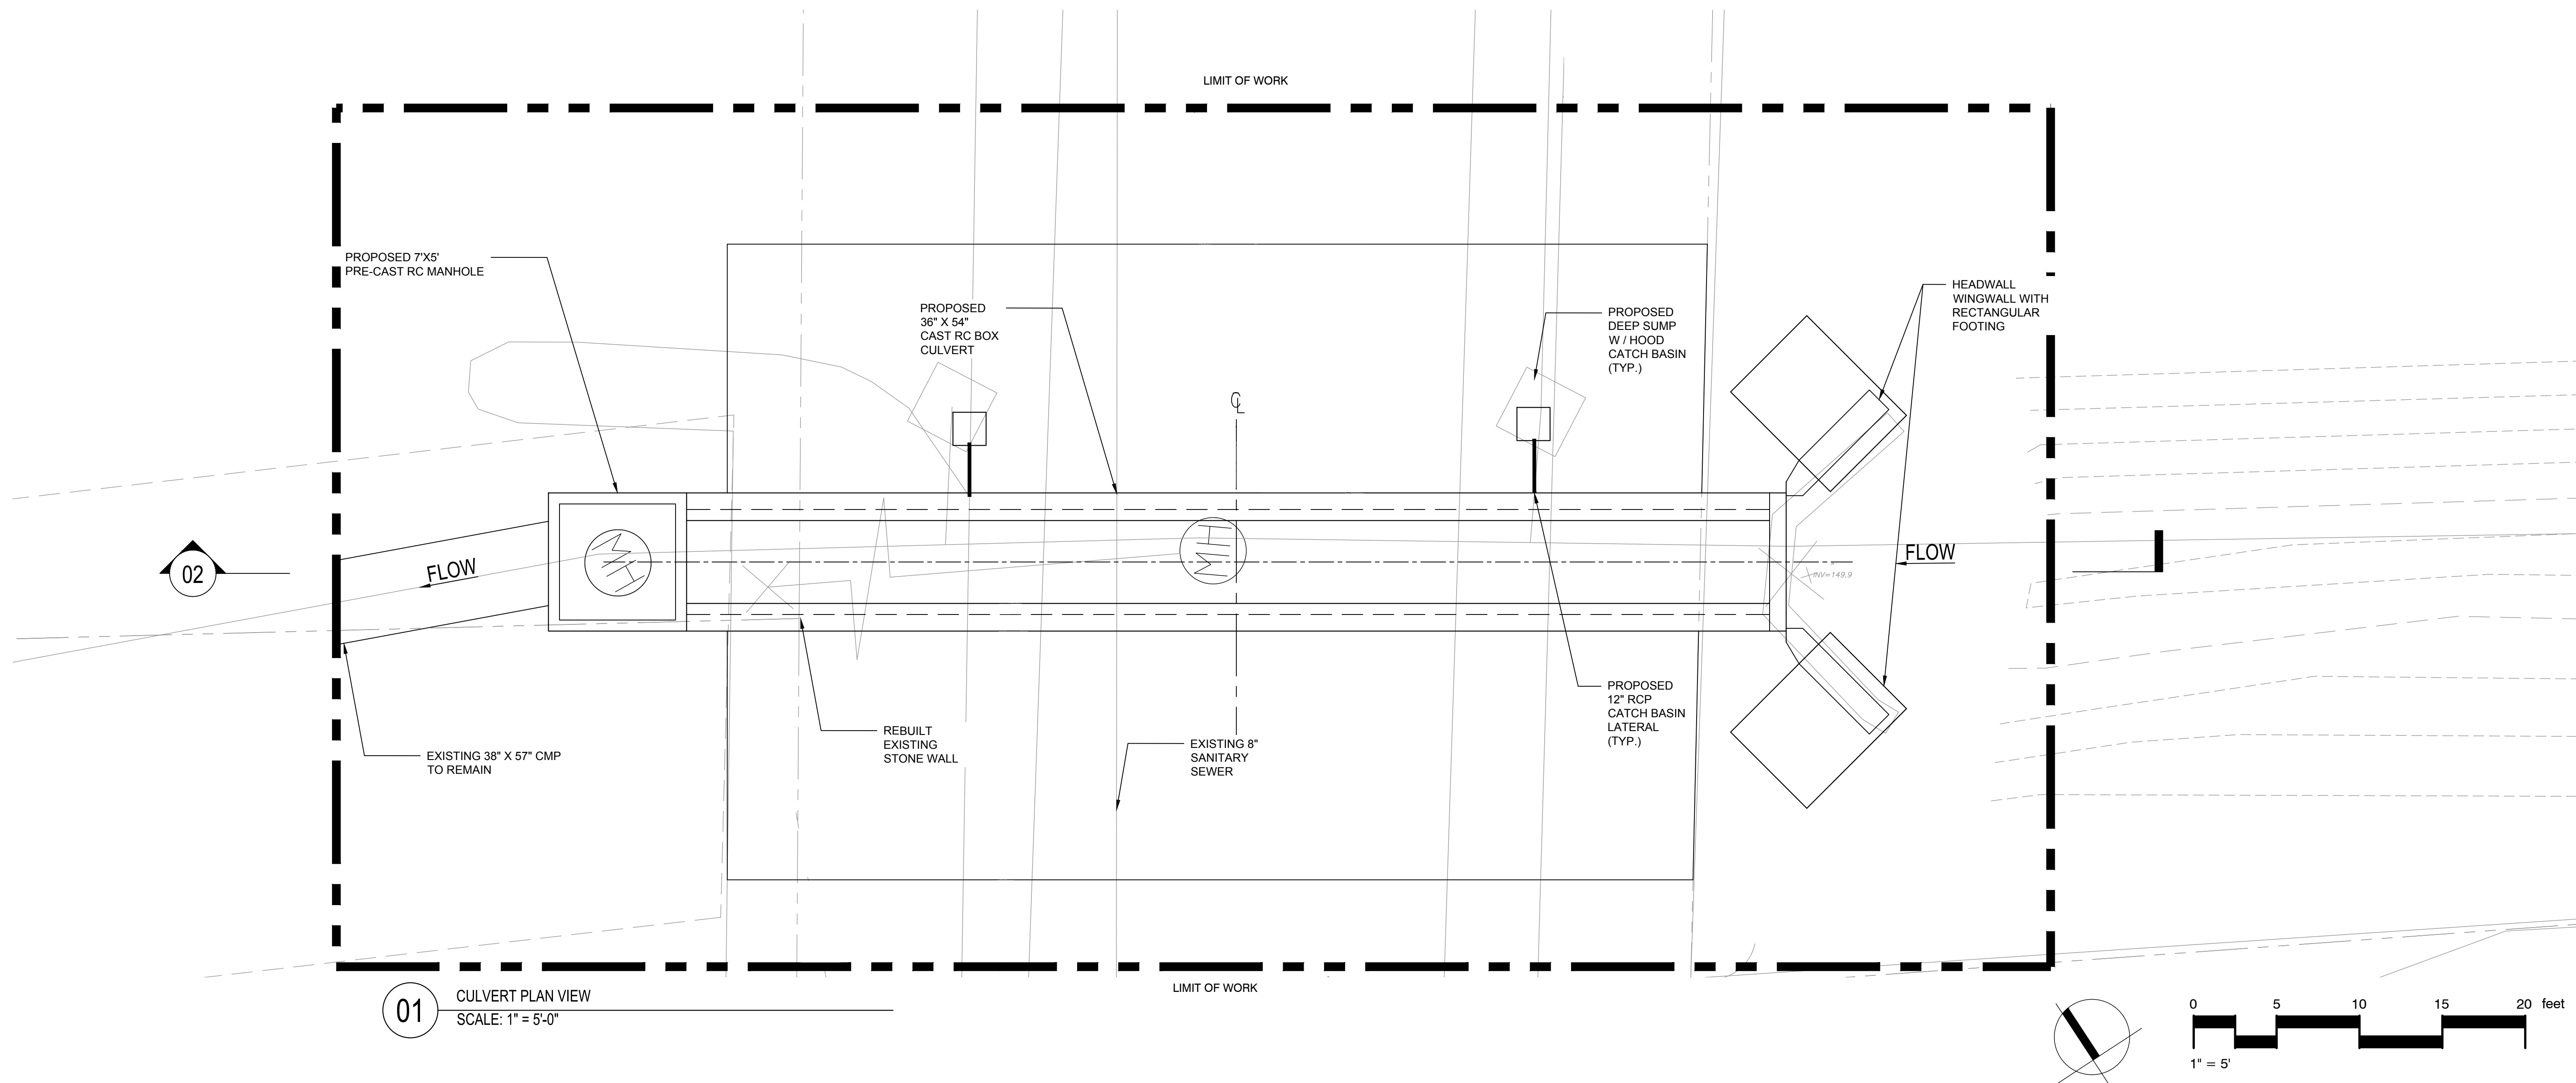 LIMIT OF WORK
PROPOSED 7'X5'
PRE-CAST RC MANHOLE
PROPOSED
36" X 54"
CAST RC BOX
CULVERT
PROPOSED
DEEP SUMP
W / HOOD
CATCH BASIN
(TYP.)
HEADWALL
WINGWALL WITH
RECTANGULAR
FOOTING
CL
02
FLOW
MH
MH
FLOW
INV=149.9
EXISTING 38" X 57" CMP
TO REMAIN
REBUILT
EXISTING
STONE WALL
EXISTING 8"
SANITARY
SEWER
PROPOSED
12" RCP
CATCH BASIN
LATERAL
(TYP.)
LIMIT OF WORK
01
CULVERT PLAN VIEW
SCALE: 1" = 5'-0"
0 5 10 15 20 feet
1" = 5'